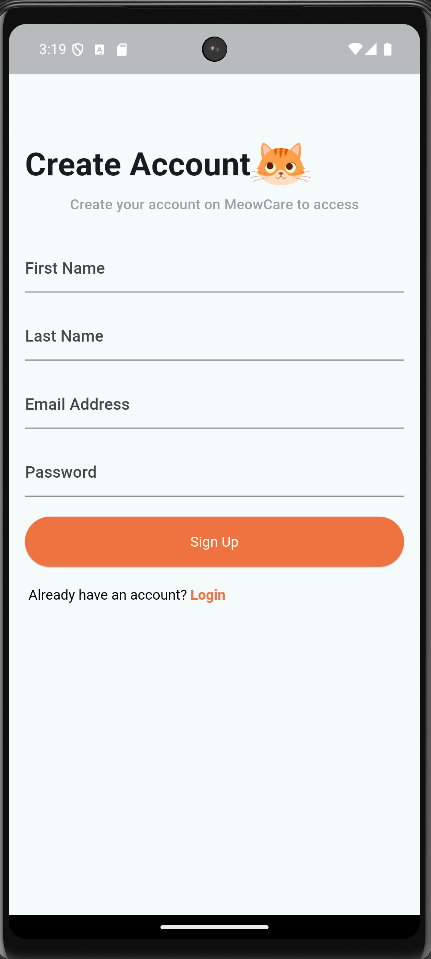 3:19
Create Account
Create your account on MeowCare to access
First Name
Last Name
Email Address
Password
Sign Up
Already have an account? Login